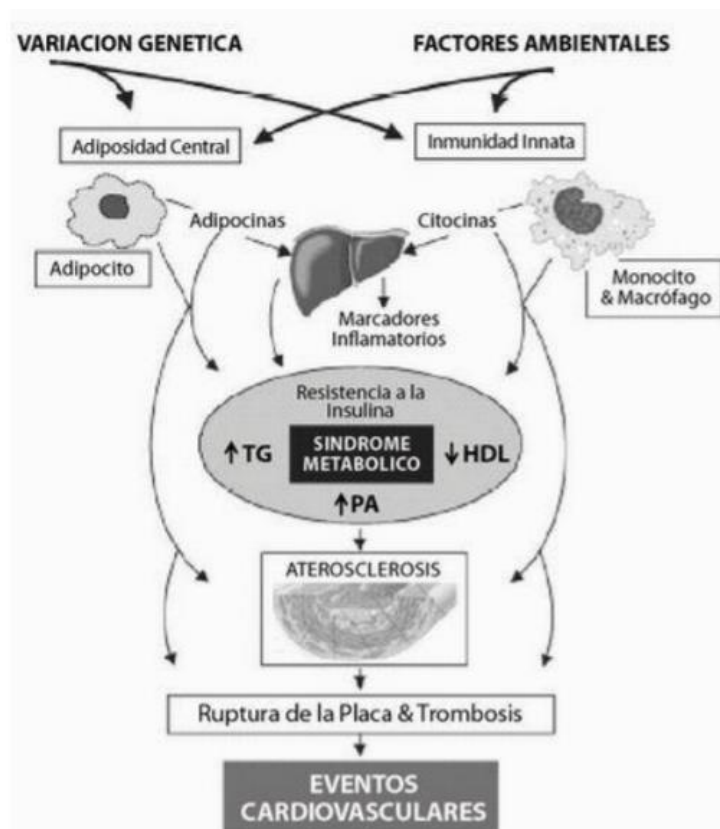 VARIACION GENETICA
FACTORES AMBIENTALES
Adiposidad Central
Inmunidad Innata
Adipocinas
Citocinas
Adipocito
Monocito
& Macrófago
Marcadores
Inflamatorios
Resistencia a la
Insulina
↑TG
SINDROME
METABOLICO
↓HDL
↑PA
ATEROSCLEROSIS
Ruptura de la Placa & Trombosis
EVENTOS
CARDIOVASCULARES